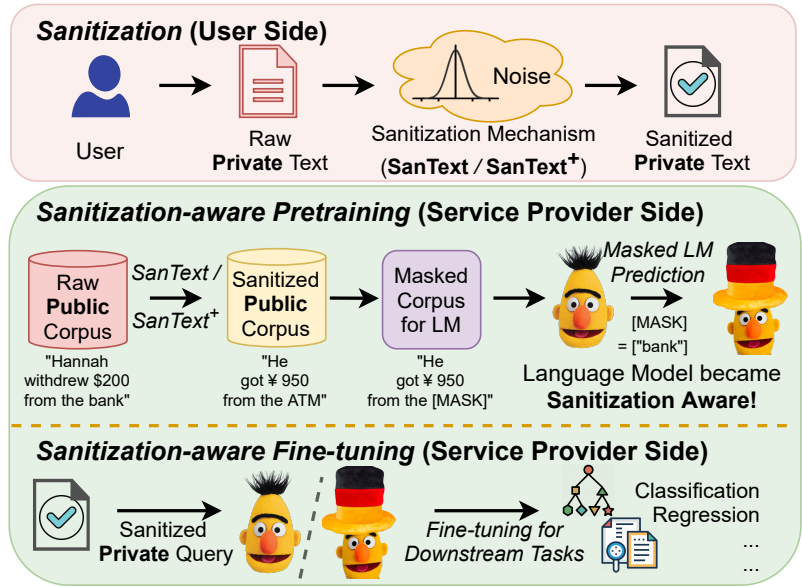 Sanitization (User Side)
Noise
User
Raw
Private Text
Sanitization Mechanism
(SanText / SanText+)
Sanitized
Private Text
Sanitization-aware Pretraining (Service Provider Side)
Raw
Public
Corpus
SanText /
SanText+
Sanitized
Public
Corpus
Masked
Corpus
for LM
Masked LM
Prediction
[MASK]
= ["bank"]
"Hannah
withdrew $200
from the bank"
"He
got ¥ 950
from the ATM"
"He
got ¥ 950
from the [MASK]"
Language Model became
Sanitization Aware!
Sanitization-aware Fine-tuning (Service Provider Side)
Sanitized
Private Query
Fine-tuning for
Downstream Tasks
Classification
Regression
...
...